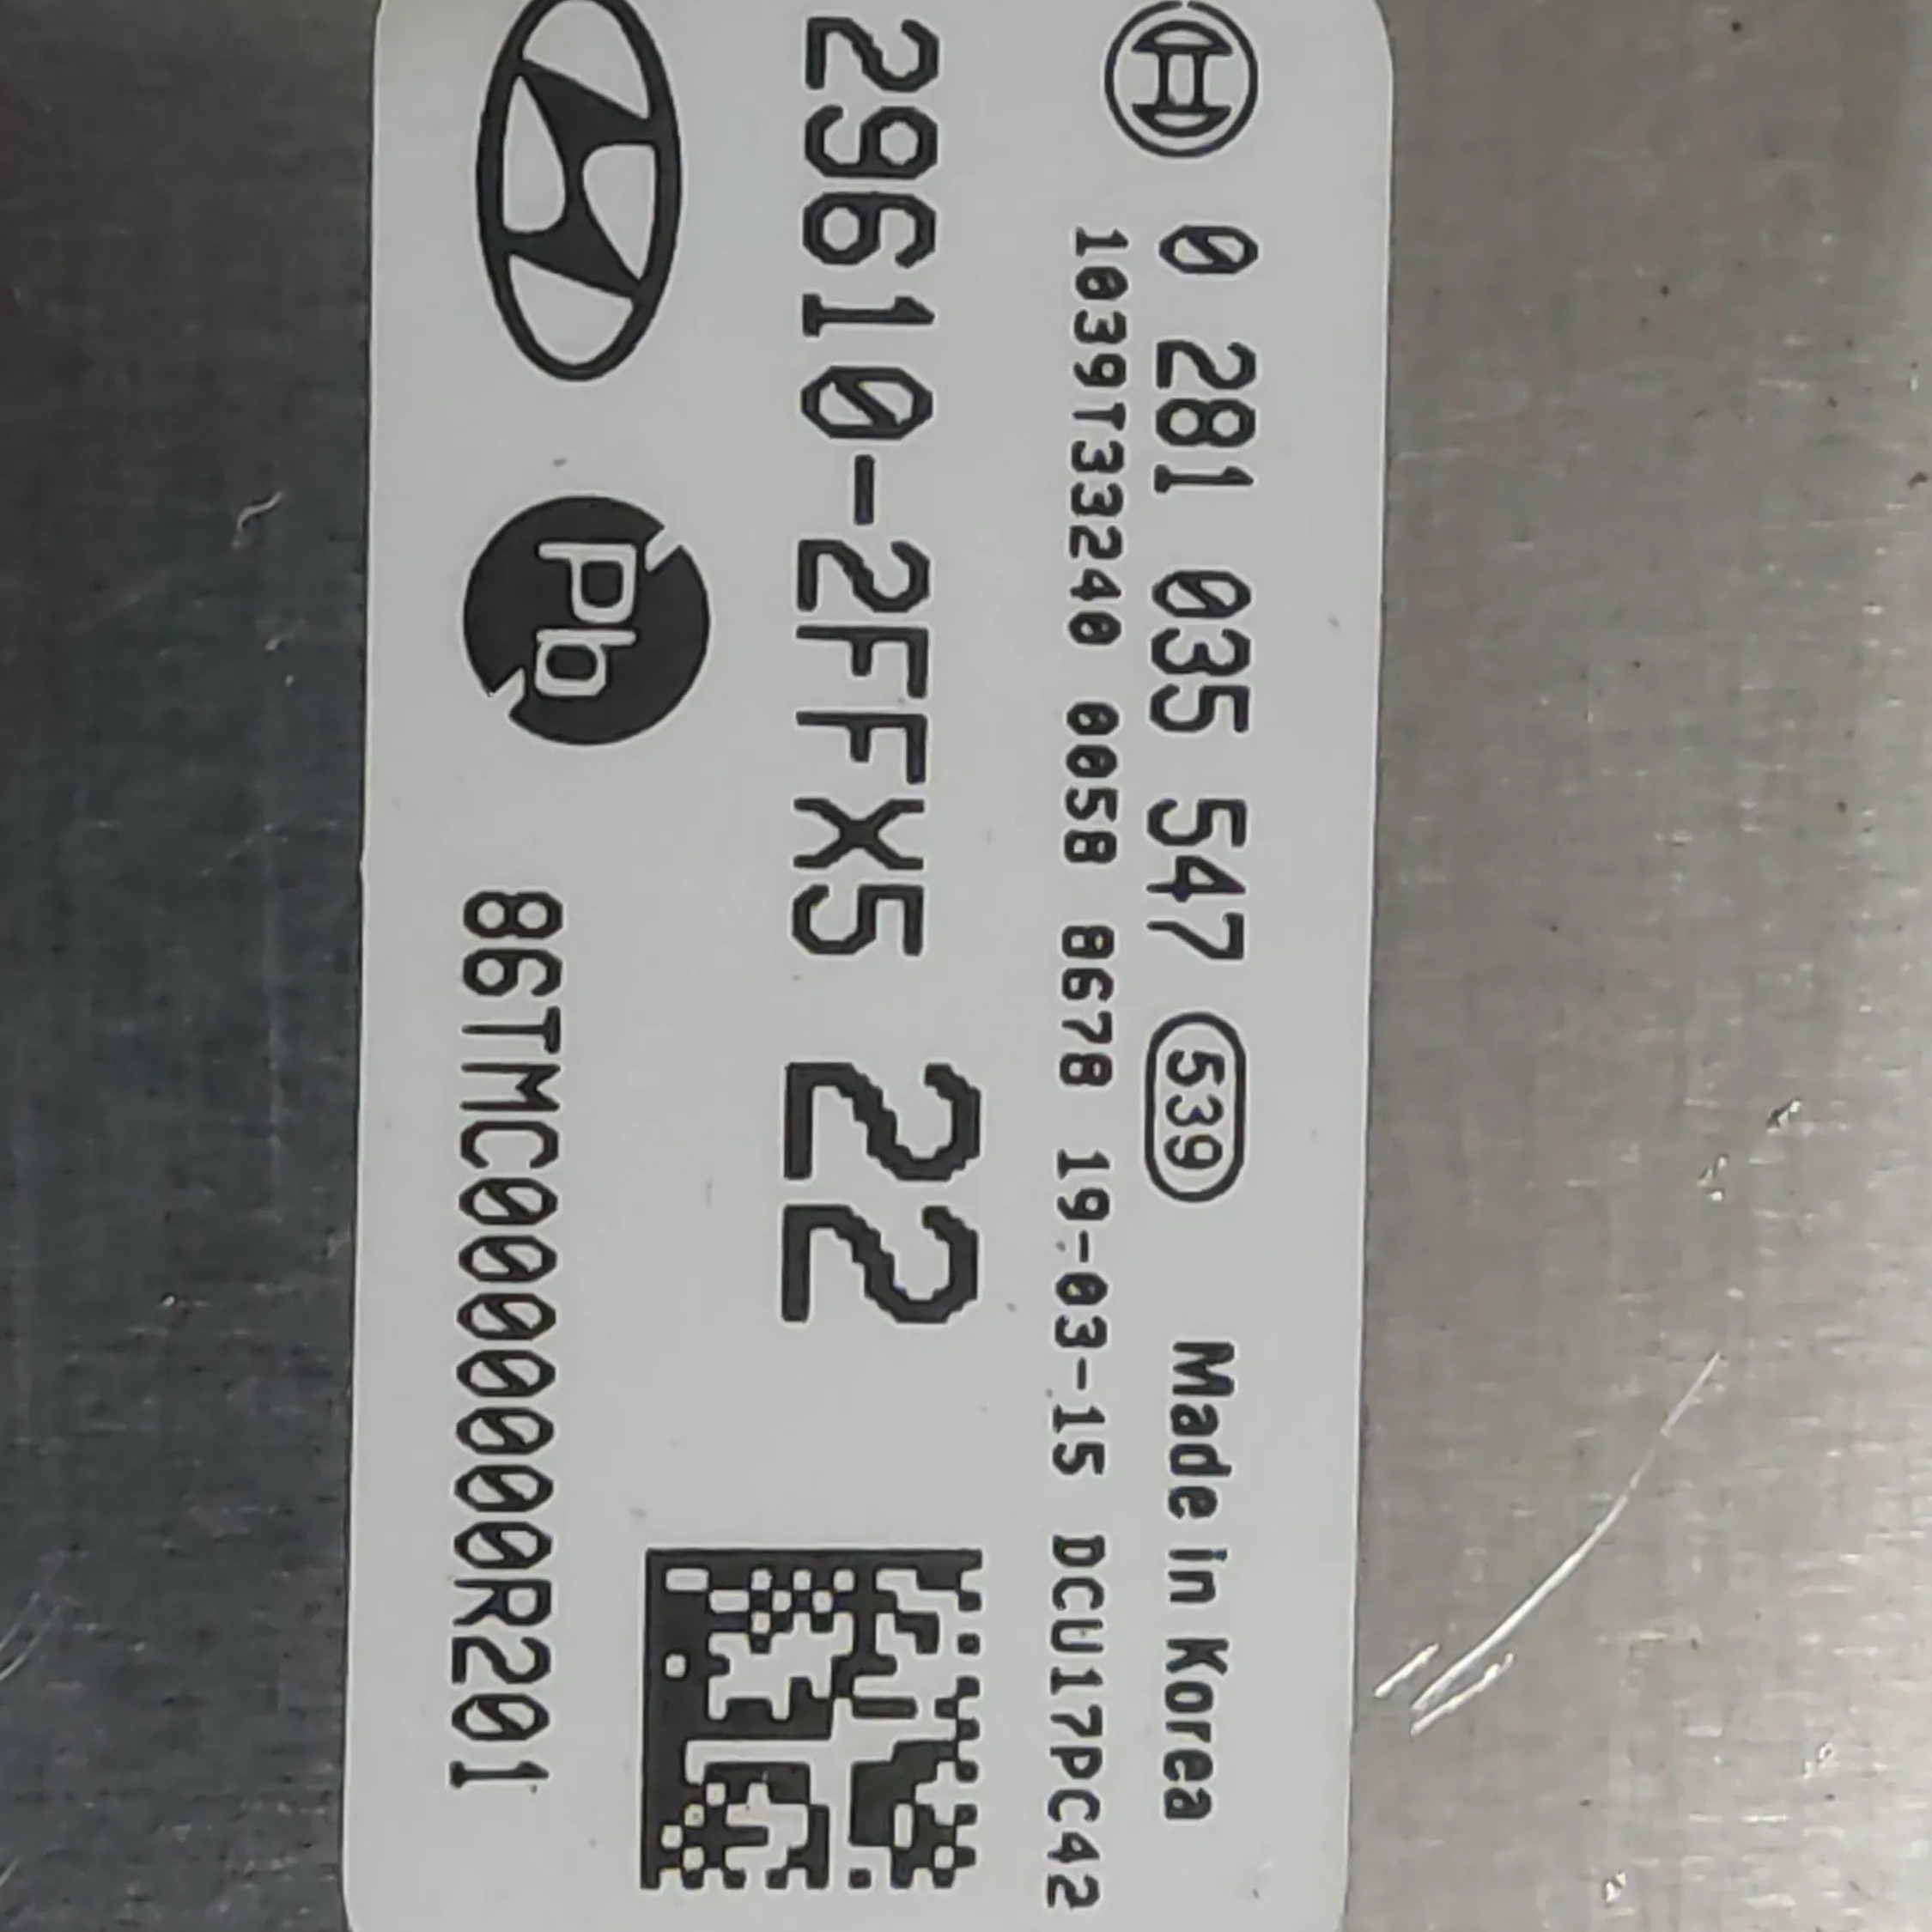 0 281 035 547 539 Made in Korea
1039T33240 0058 8678 19-03-15 DCU17PC42
29610-2FFX5 22
Pb 86TMC0000000R201